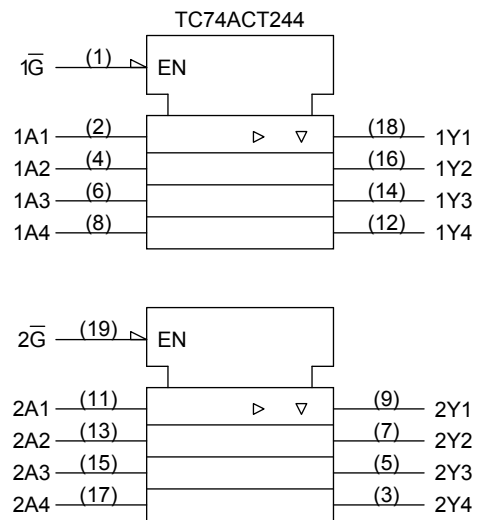 TC74ACT244
1G̅ (1) EN
1A1 (2) (18) 1Y1
1A2 (4) (16) 1Y2
1A3 (6) (14) 1Y3
1A4 (8) (12) 1Y4
2G̅ (19) EN
2A1 (11) (9) 2Y1
2A2 (13) (7) 2Y2
2A3 (15) (5) 2Y3
2A4 (17) (3) 2Y4